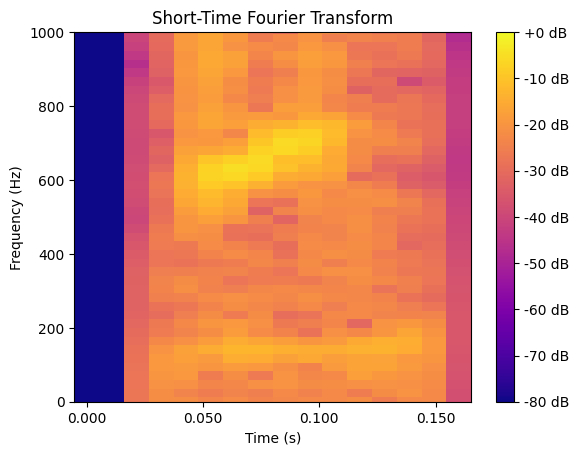 Short-Time Fourier Transform
1000
800
600
400
200
0
Frequency (Hz)
0.000
0.050
0.100
0.150
Time (s)
+0 dB
-10 dB
-20 dB
-30 dB
-40 dB
-50 dB
-60 dB
-70 dB
-80 dB